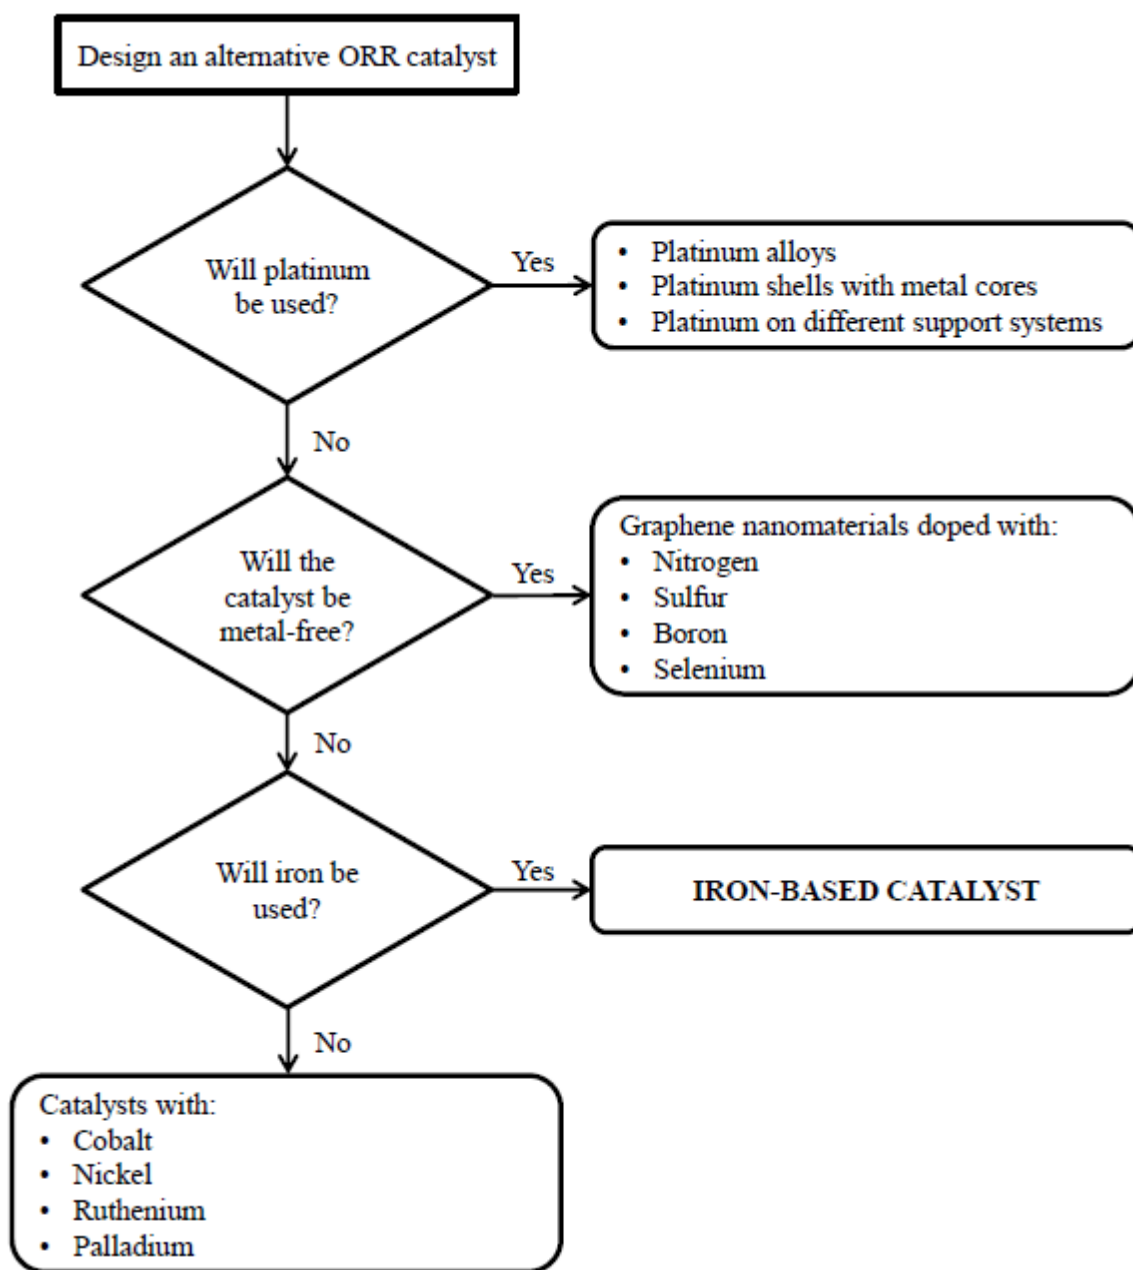 Design an alternative ORR catalyst
Will platinum
be used?
Yes
• Platinum alloys
• Platinum shells with metal cores
• Platinum on different support systems
No
Will the
catalyst be
metal-free?
Yes
Graphene nanomaterials doped with:
• Nitrogen
• Sulfur
• Boron
• Selenium
No
Will iron be
used?
Yes
IRON-BASED CATALYST
No
Catalysts with:
• Cobalt
• Nickel
• Ruthenium
• Palladium